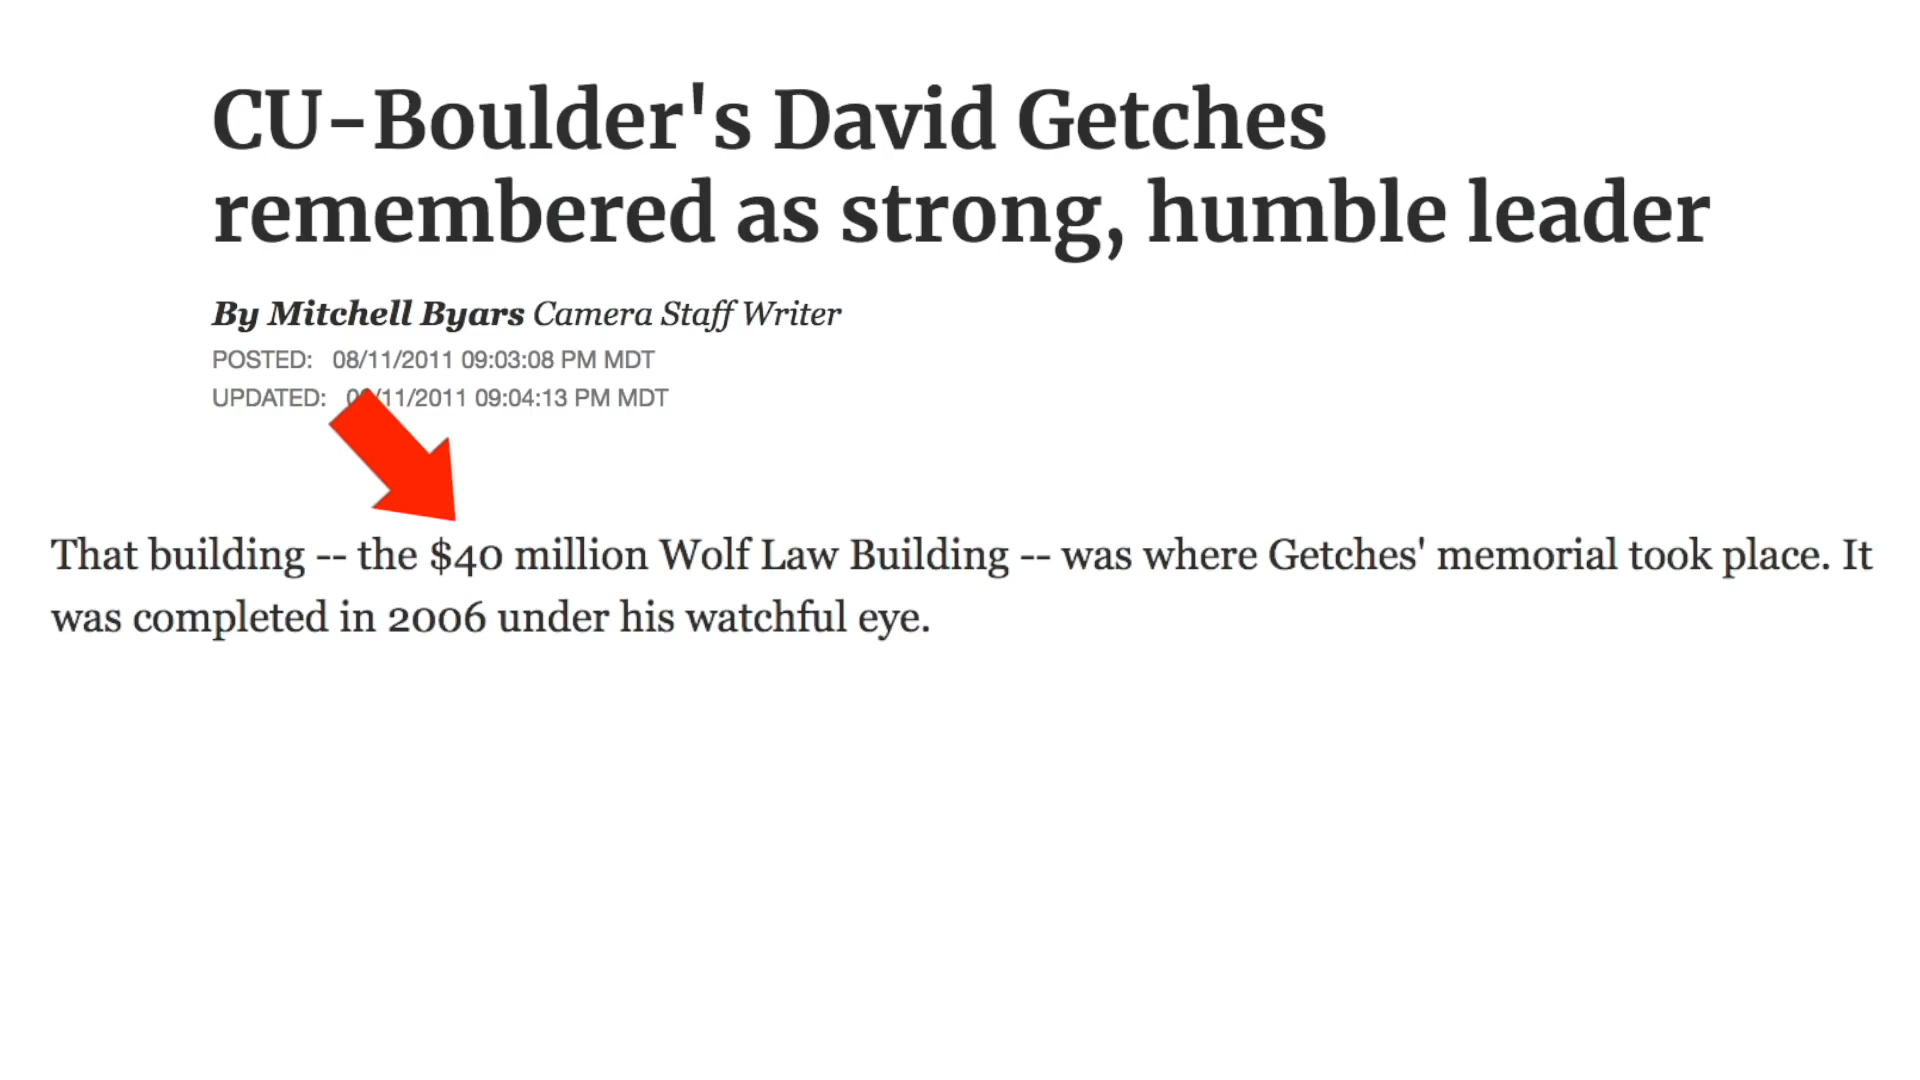 CU-Boulder's David Getches
remembered as strong, humble leader
By Mitchell Byars Camera Staff Writer
POSTED: 08/11/2011 09:03:08 PM MDT
UPDATED: /11/2011 09:04:13 PM MDT
That building -- the $40 million Wolf Law Building -- was where Getches' memorial took place. It
was completed in 2006 under his watchful eye.